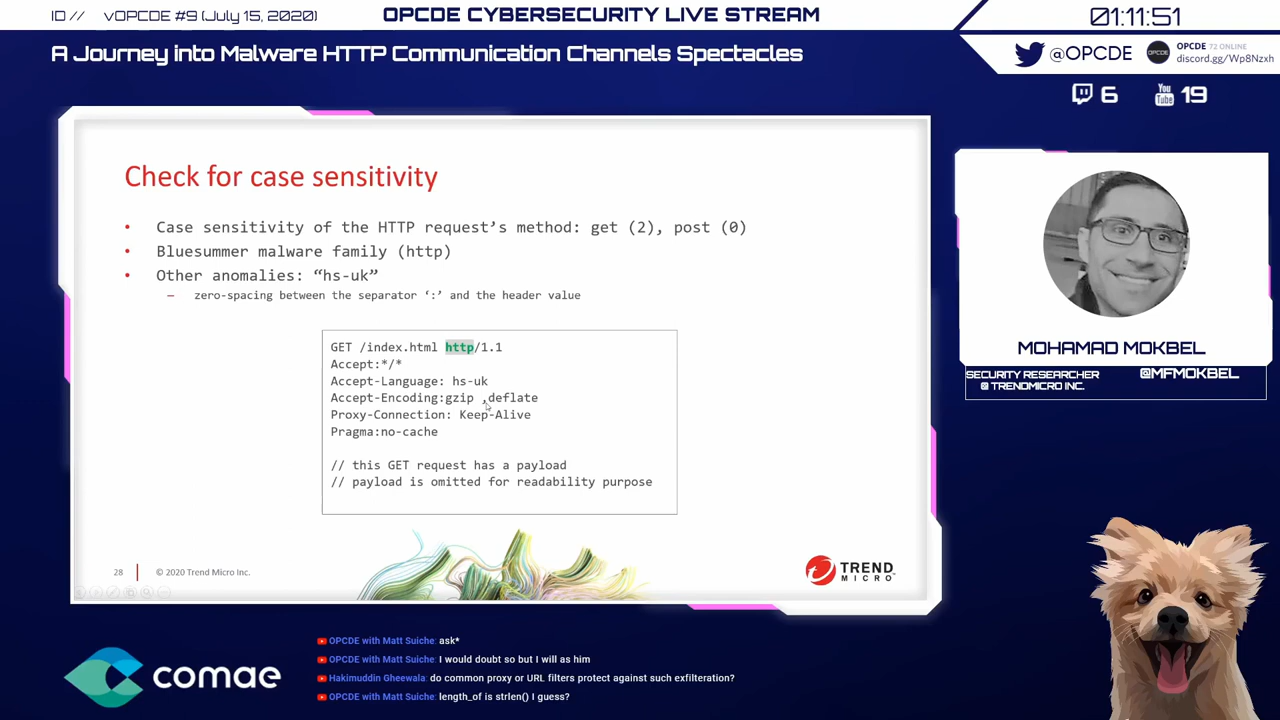 ID // vOPCDE #9 (July 15, 2020)
OPCDE CYBERSECURITY LIVE STREAM
01:11:51
A Journey into Malware HTTP Communication Channels Spectacles
@OPCDE
OPCDE
OPCDE 72 ONLINE
discord.gg/Wp8Nzxh
6
You Tube 19
Check for case sensitivity
• Case sensitivity of the HTTP request’s method: get (2), post (0)
• Bluesummer malware family (http)
• Other anomalies: “hs-uk”
– zero-spacing between the separator ‘:’ and the header value
GET /index.html http/1.1
Accept:*/*
Accept-Language: hs-uk
Accept-Encoding:gzip ,deflate
Proxy-Connection: Keep-Alive
Pragma:no-cache
// this GET request has a payload
// payload is omitted for readability purpose
28 | © 2020 Trend Micro Inc.
TREND
MICRO
MOHAMAD MOKBEL
SECURITY RESEARCHER
@ TRENDMICRO INC.
@MFMOKBEL
comae
OPCDE with Matt Suiche: ask*
OPCDE with Matt Suiche: I would doubt so but I will as him
Hakimuddin Gheewala: do common proxy or URL filters protect against such exfilteration?
OPCDE with Matt Suiche: length_of is strlen() I guess?